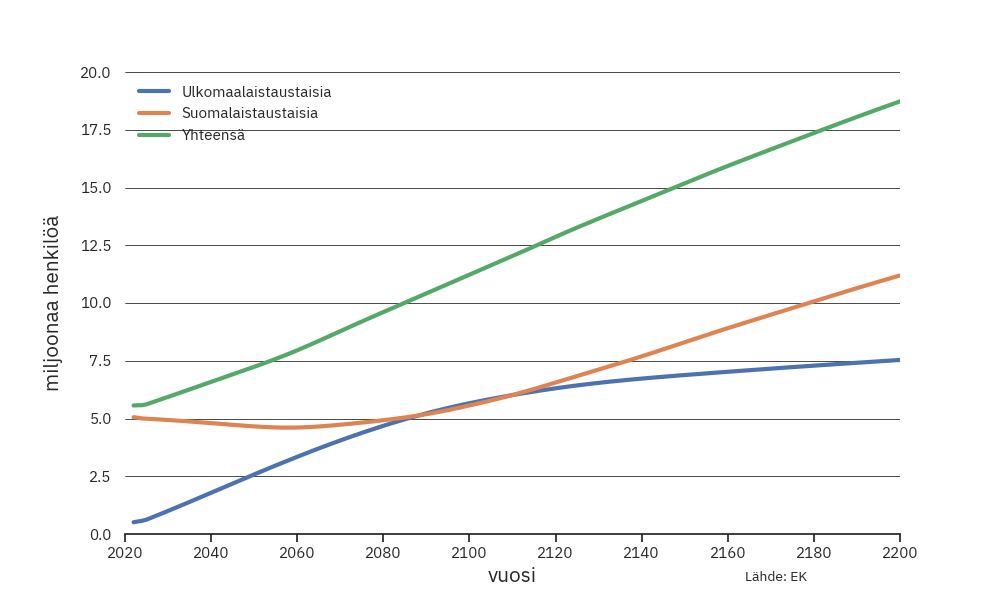 20.0
Ulkomaalaistaustaisia
Suomalaistaustaisia
Yhteensä
17.5
15.0
12.5
10.0
7.5
5.0
2.5
0.0
miljoonaa henkilöä
2020 2040 2060 2080 2100 2120 2140 2160 2180 2200
vuosi
Lähde: EK